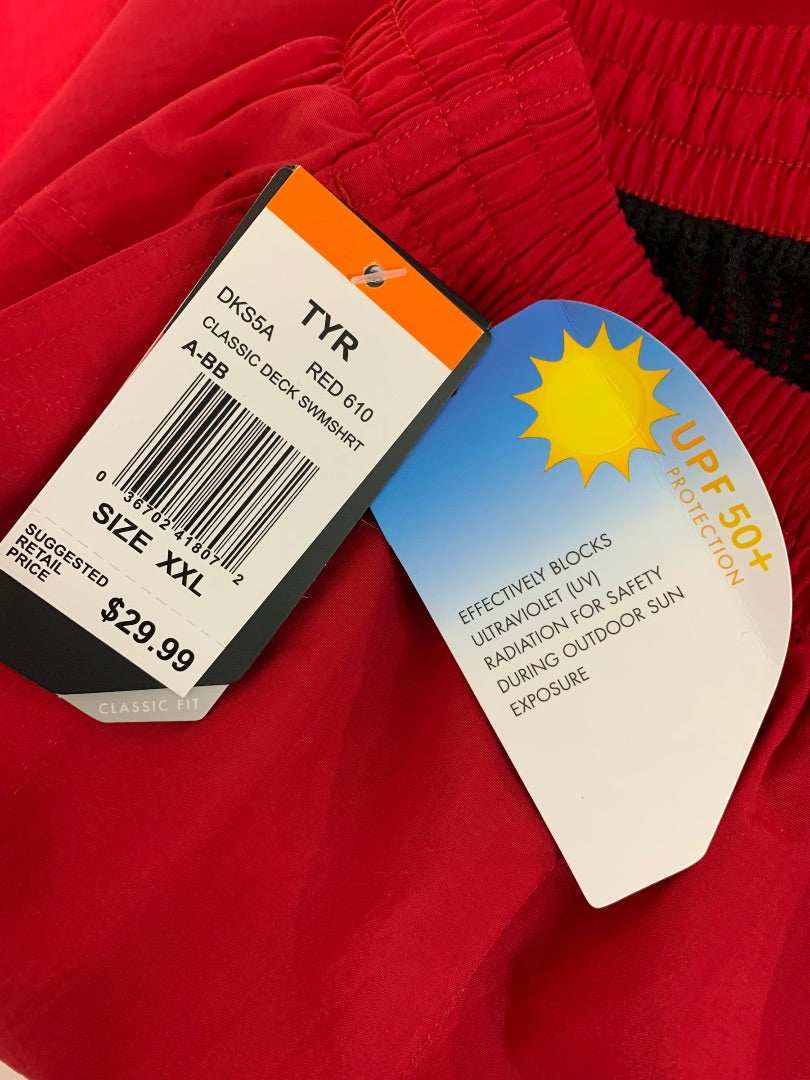 TYR
DKS5A RED 610
CLASSIC DECK SWMSHRT
A-BB
0 36702 41807 2
SIZE XXL
SUGGESTED
RETAIL
PRICE
$29.99
CLASSIC FIT
UPF 50+
PROTECTION
EFFECTIVELY BLOCKS
ULTRAVIOLET (UV)
RADIATION FOR SAFETY
DURING OUTDOOR SUN
EXPOSURE